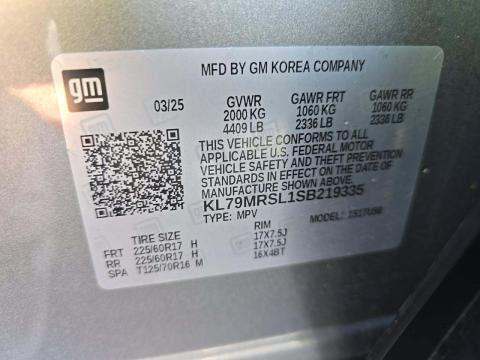 gm
MFD BY GM KOREA COMPANY
03/25 GVWR GAWR FRT GAWR RR
2000 KG 1060 KG 1060 KG
4409 LB 2336 LB 2336 LB
THIS VEHICLE CONFORMS TO ALL
APPLICABLE U.S. FEDERAL MOTOR
VEHICLE SAFETY AND THEFT PREVENTION
STANDARDS IN EFFECT ON THE DATE OF
MANUFACTURE SHOWN ABOVE.
KL79MRSL1SB219335
TYPE: MPV MODEL:
TIRE SIZE RIM
FRT 225/60R17 H 17X7.5J
RR 225/60R17 H 17X7.5J
SPA T125/70R16 M 16X4BT